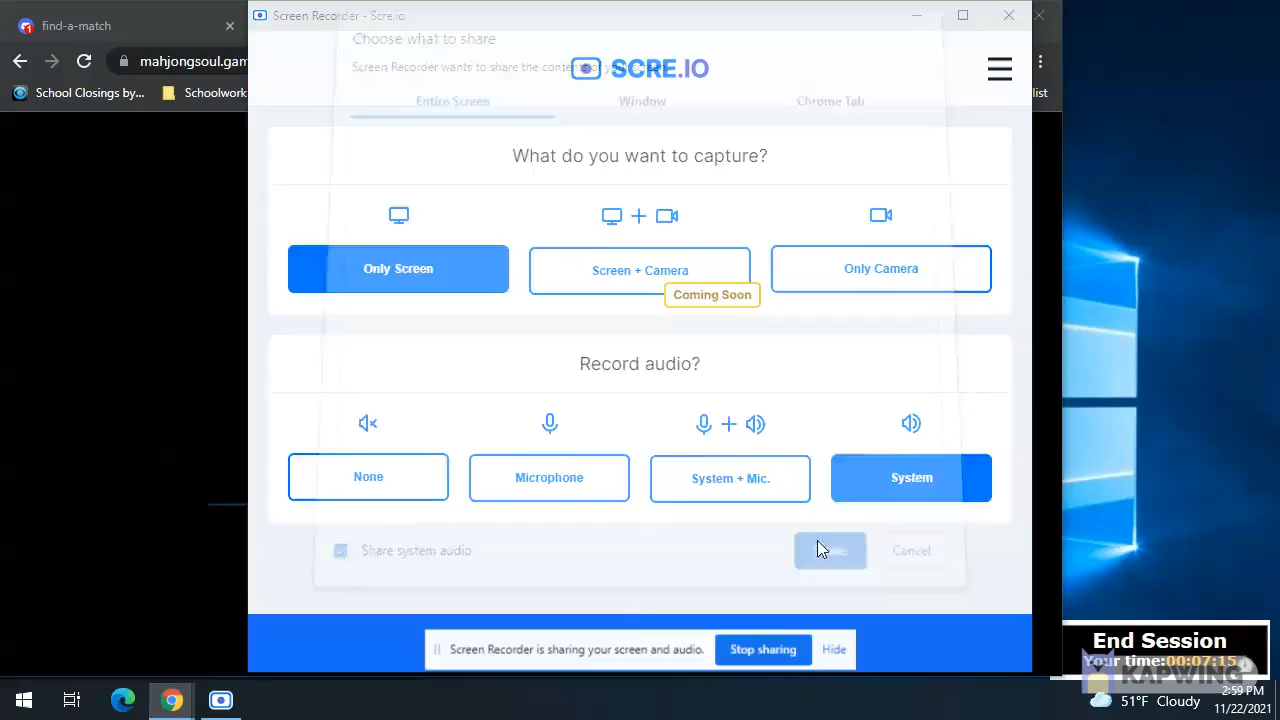 find-a-match
Screen Recorder - Scre.io
mahjongsoul.gam
School Closings by...
Schoolwork
list
Choose what to share
Screen Recorder wants to share the contents of your screen.
SCRE.IO
Entire Screen
Window
Chrome Tab
What do you want to capture?
Only Screen
Screen + Camera
Only Camera
Coming Soon
Record audio?
None
Microphone
System + Mic.
System
Share system audio
Cancel
Screen Recorder is sharing your screen and audio.
Stop sharing
Hide
End Session
Your time:00:07:15
KAPWING
51°F Cloudy
2:59 PM
11/22/2021